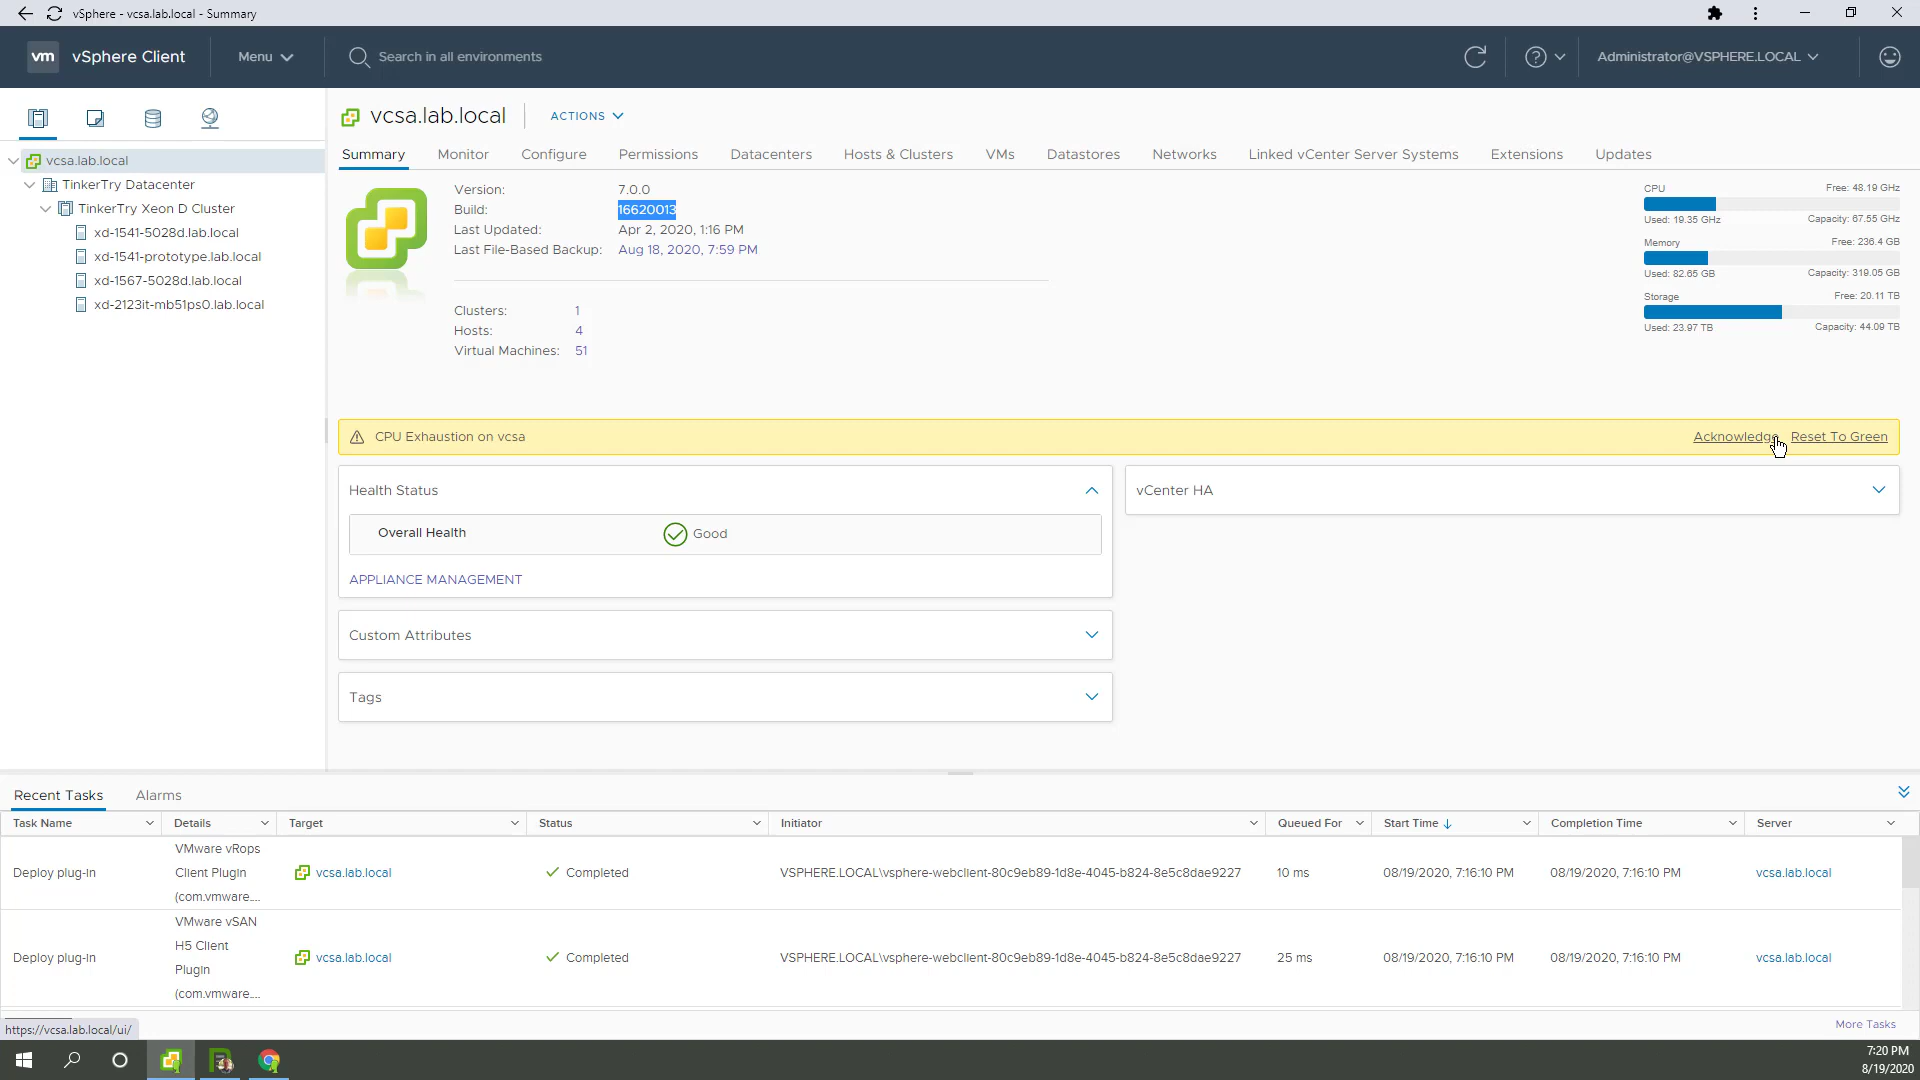 vSphere - vcsa.lab.local - Summary
vm vSphere Client Menu Search in all environments Administrator@VSPHERE.LOCAL
vcsa.lab.local ACTIONS
Summary Monitor Configure Permissions Datacenters Hosts & Clusters VMs Datastores Networks Linked vCenter Server Systems Extensions Updates
vcsa.lab.local
TinkerTry Datacenter
TinkerTry Xeon D Cluster
xd-1541-5028d.lab.local
xd-1541-prototype.lab.local
xd-1567-5028d.lab.local
xd-2123it-mb51ps0.lab.local
Version: 7.0.0
Build: 16620013
Last Updated: Apr 2, 2020, 1:16 PM
Last File-Based Backup: Aug 18, 2020, 7:59 PM
Clusters: 1
Hosts: 4
Virtual Machines: 51
CPU Free: 48.19 GHz
Used: 19.35 GHz Capacity: 67.55 GHz
Memory Free: 236.4 GB
Used: 82.65 GB Capacity: 319.05 GB
Storage Free: 20.11 TB
Used: 23.97 TB Capacity: 44.09 TB
CPU Exhaustion on vcsa Acknowledge Reset To Green
Health Status
Overall Health Good
APPLIANCE MANAGEMENT
vCenter HA
Custom Attributes
Tags
Recent Tasks Alarms
Task Name Details Target Status Initiator Queued For Start Time Completion Time Server
Deploy plug-in
VMware vRops
Client Plugin
(com.vmware....
vcsa.lab.local Completed VSPHERE.LOCAL\vsphere-webclient-80c9eb89-1d8e-4045-b824-8e5c8dae9227 10 ms 08/19/2020, 7:16:10 PM 08/19/2020, 7:16:10 PM vcsa.lab.local
Deploy plug-in
VMware vSAN
H5 Client
Plugin
(com.vmware....
vcsa.lab.local Completed VSPHERE.LOCAL\vsphere-webclient-80c9eb89-1d8e-4045-b824-8e5c8dae9227 25 ms 08/19/2020, 7:16:10 PM 08/19/2020, 7:16:10 PM vcsa.lab.local
https://vcsa.lab.local/ui/
More Tasks
7:20 PM
8/19/2020